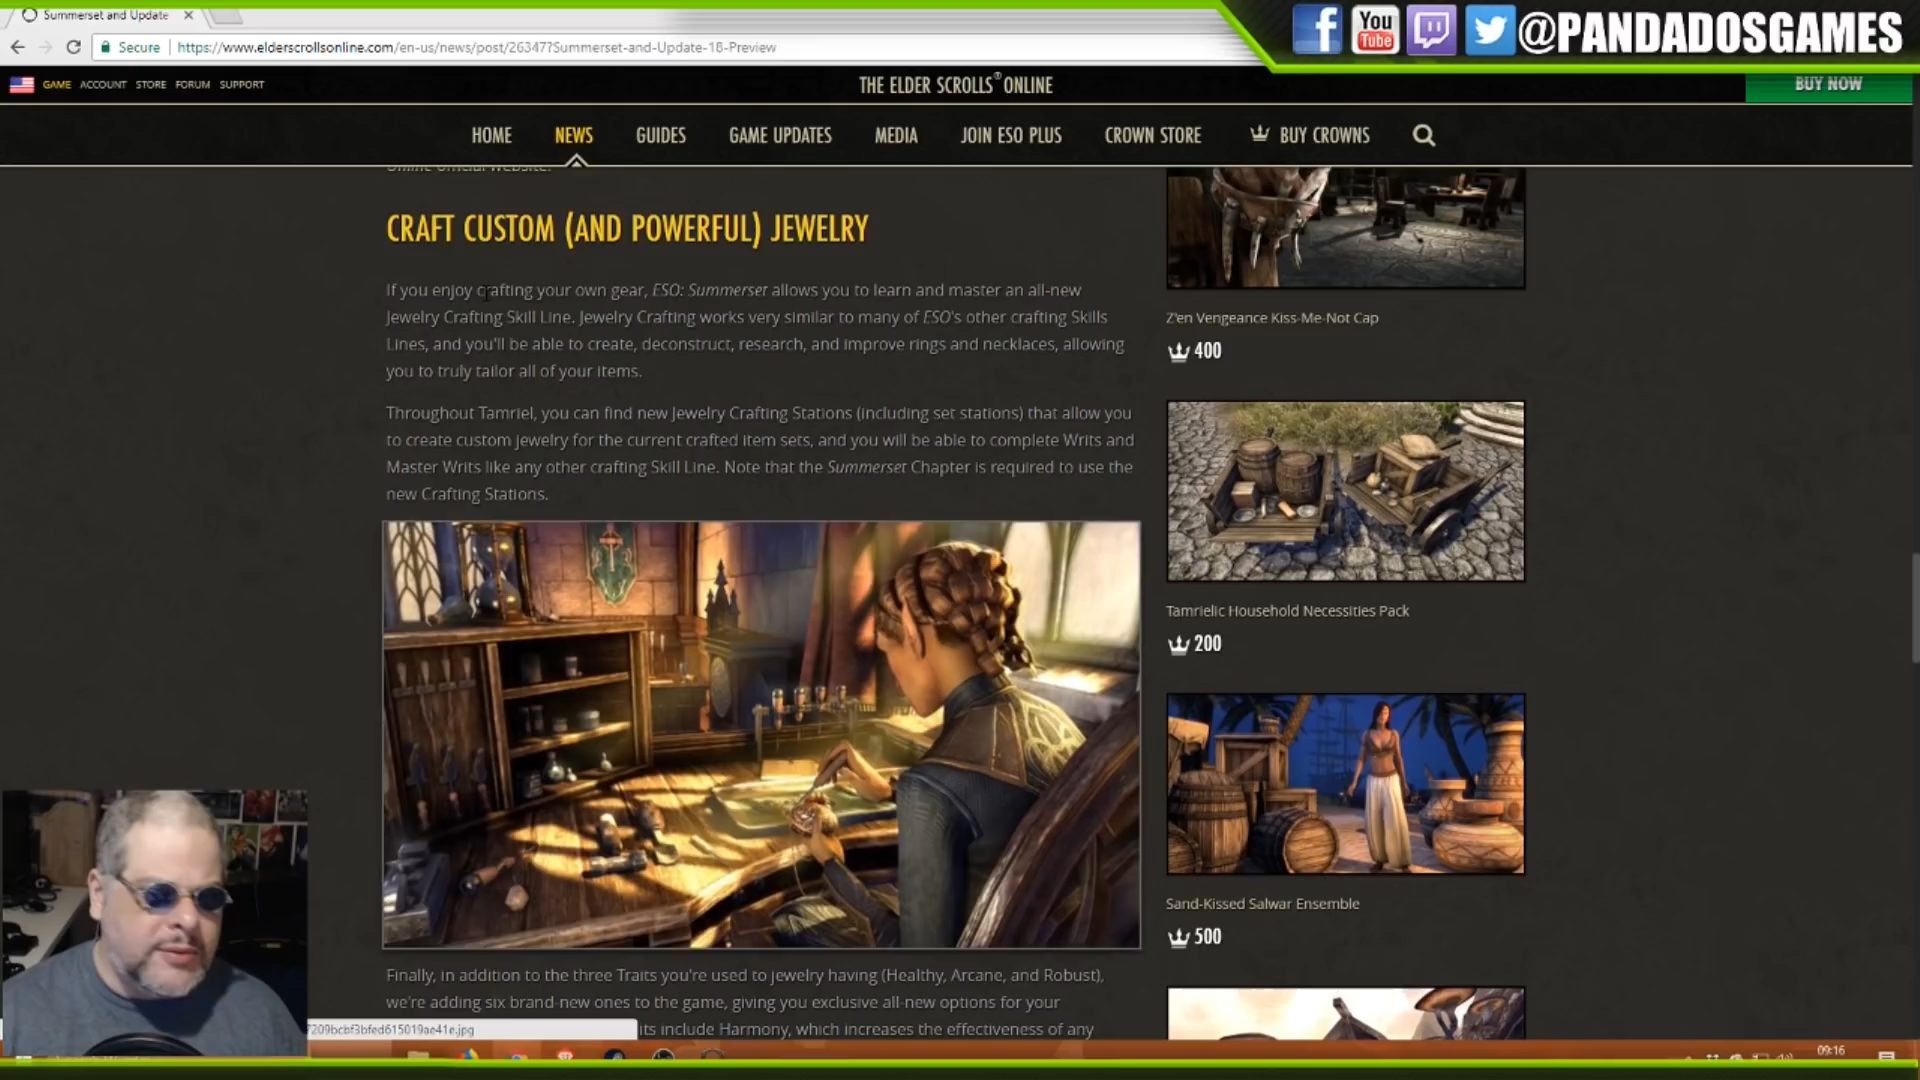 Summerset and Update
@PANDADOSGAMES
You
Tube
Secure | https://www.elderscrollsonline.com/en-us/news/post/26347?Summerset-and-Update-18-Preview
GAME ACCOUNT STORE FORUM SUPPORT
THE ELDER SCROLLS® ONLINE
BUY NOW
HOME NEWS GUIDES GAME UPDATES MEDIA JOIN ESO PLUS CROWN STORE BUY CROWNS
Online official website.
CRAFT CUSTOM (AND POWERFUL) JEWELRY
If you enjoy crafting your own gear, ESO: Summerset allows you to learn and master an all-new
Jewelry Crafting Skill Line. Jewelry Crafting works very similar to many of ESO's other crafting Skills
Lines, and you'll be able to create, deconstruct, research, and improve rings and necklaces, allowing
you to truly tailor all of your items.
Throughout Tamriel, you can find new Jewelry Crafting Stations (including set stations) that allow you
to create custom jewelry for the current crafted item sets, and you will be able to complete Writs and
Master Writs like any other crafting Skill Line. Note that the Summerset Chapter is required to use the
new Crafting Stations.
Finally, in addition to the three Traits you're used to jewelry having (Healthy, Arcane, and Robust),
we're adding six brand-new ones to the game, giving you exclusive all-new options for your
its include Harmony, which increases the effectiveness of any
Z'en Vengeance Kiss-Me-Not Cap
400
Tamrielic Household Necessities Pack
200
Sand-Kissed Salwar Ensemble
500
7209bcbf3bfed615019ae41e.jpg
09:16